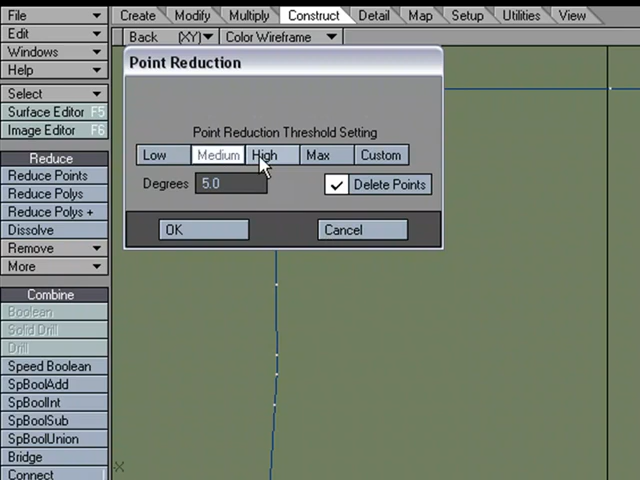 File
Create
Modify
Multiply
Construct
Detail
Map
Setup
Utilities
View
Edit
Back
(XY)
Color Wireframe
Windows
Help
Select
Surface Editor F5
Image Editor F6
Reduce
Reduce Points
Reduce Polys
Reduce Polys +
Dissolve
Remove
More
Combine
Boolean
Solid Drill
Drill
Speed Boolean
SpBoolAdd
SpBoolInt
SpBoolSub
SpBoolUnion
Bridge
Connect
Point Reduction
Point Reduction Threshold Setting
Low
Medium
High
Max
Custom
Degrees 5.0
Delete Points
OK
Cancel
X